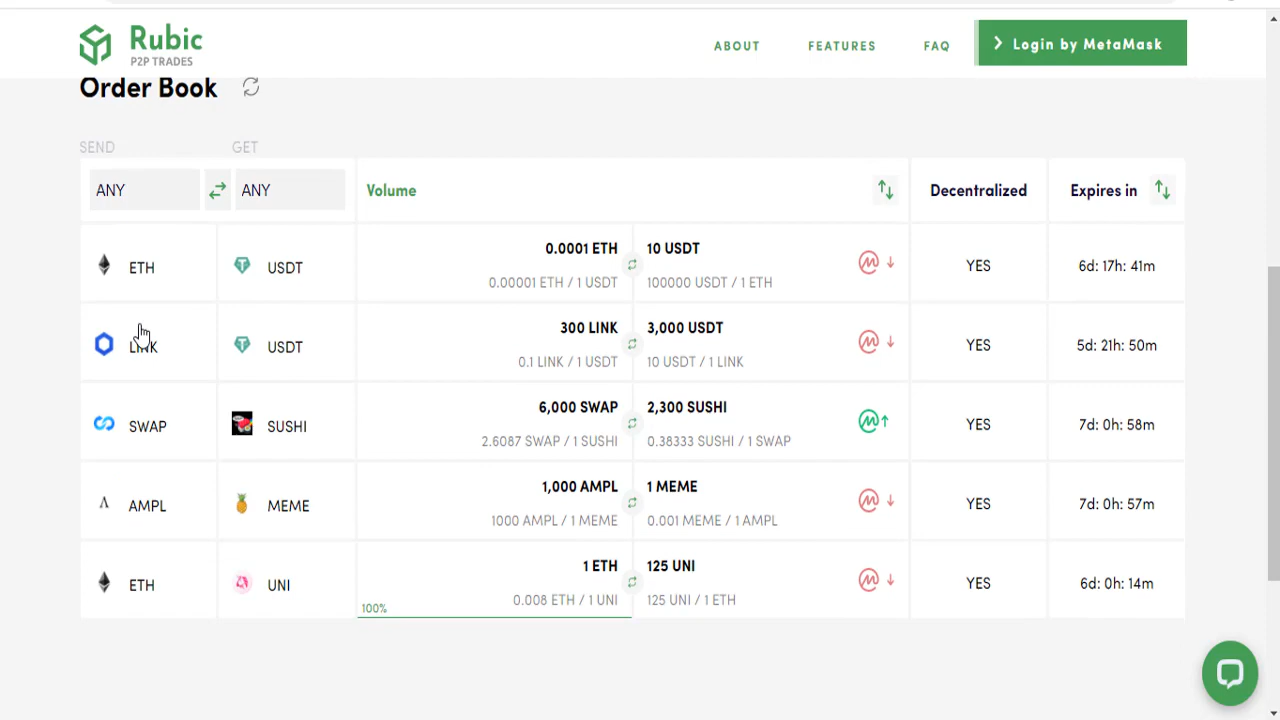 Rubic
P2P TRADES
ABOUT
FEATURES
FAQ
Login by MetaMask
Order Book
SEND
GET
ANY
ANY
Volume
Decentralized
Expires in
ETH
USDT
0.0001 ETH
10 USDT
0.00001 ETH / 1 USDT
100000 USDT / 1 ETH
YES
6d: 17h: 41m
LINK
USDT
300 LINK
3,000 USDT
0.1 LINK / 1 USDT
10 USDT / 1 LINK
YES
5d: 21h: 50m
SWAP
SUSHI
6,000 SWAP
2,300 SUSHI
2.6087 SWAP / 1 SUSHI
0.38333 SUSHI / 1 SWAP
YES
7d: 0h: 58m
AMPL
MEME
1,000 AMPL
1 MEME
1000 AMPL / 1 MEME
0.001 MEME / 1 AMPL
YES
7d: 0h: 57m
ETH
UNI
1 ETH
125 UNI
0.008 ETH / 1 UNI
125 UNI / 1 ETH
100%
YES
6d: 0h: 14m